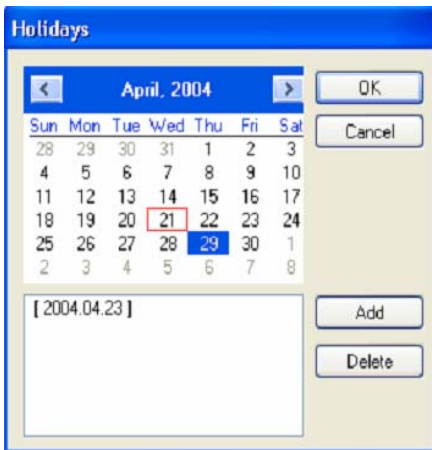 Holidays
April, 2004
OK
Sun Mon Tue Wed Thu Fri Sat
Cancel
28 29 30 31 1 2 3
4 5 6 7 8 9 10
11 12 13 14 15 16 17
18 19 20 21 22 23 24
25 26 27 28 29 30 1
2 3 4 5 6 7 8
[ 2004.04.23 ]
Add
Delete